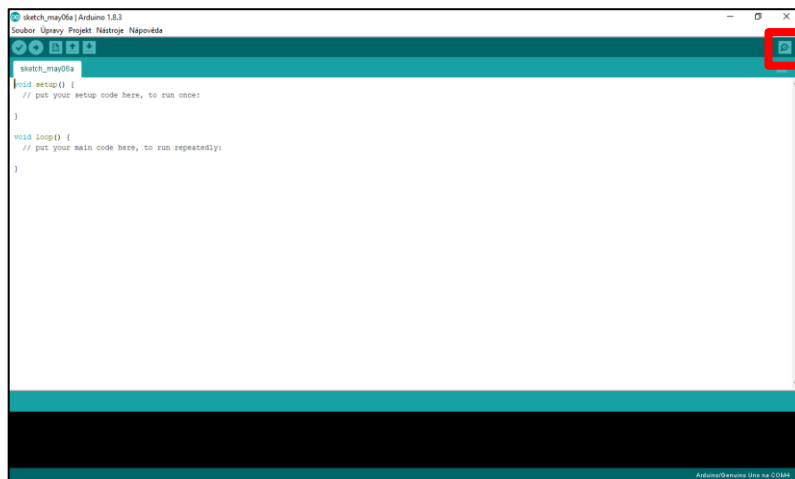 sketch_may06a | Arduino 1.8.3
Soubor Úpravy Projekt Nástroje Nápověda
sketch_may06a
void setup() {
// put your setup code here, to run once:
}
void loop() {
// put your main code here, to run repeatedly:
}
Arduino/Genuino Uno na COM4